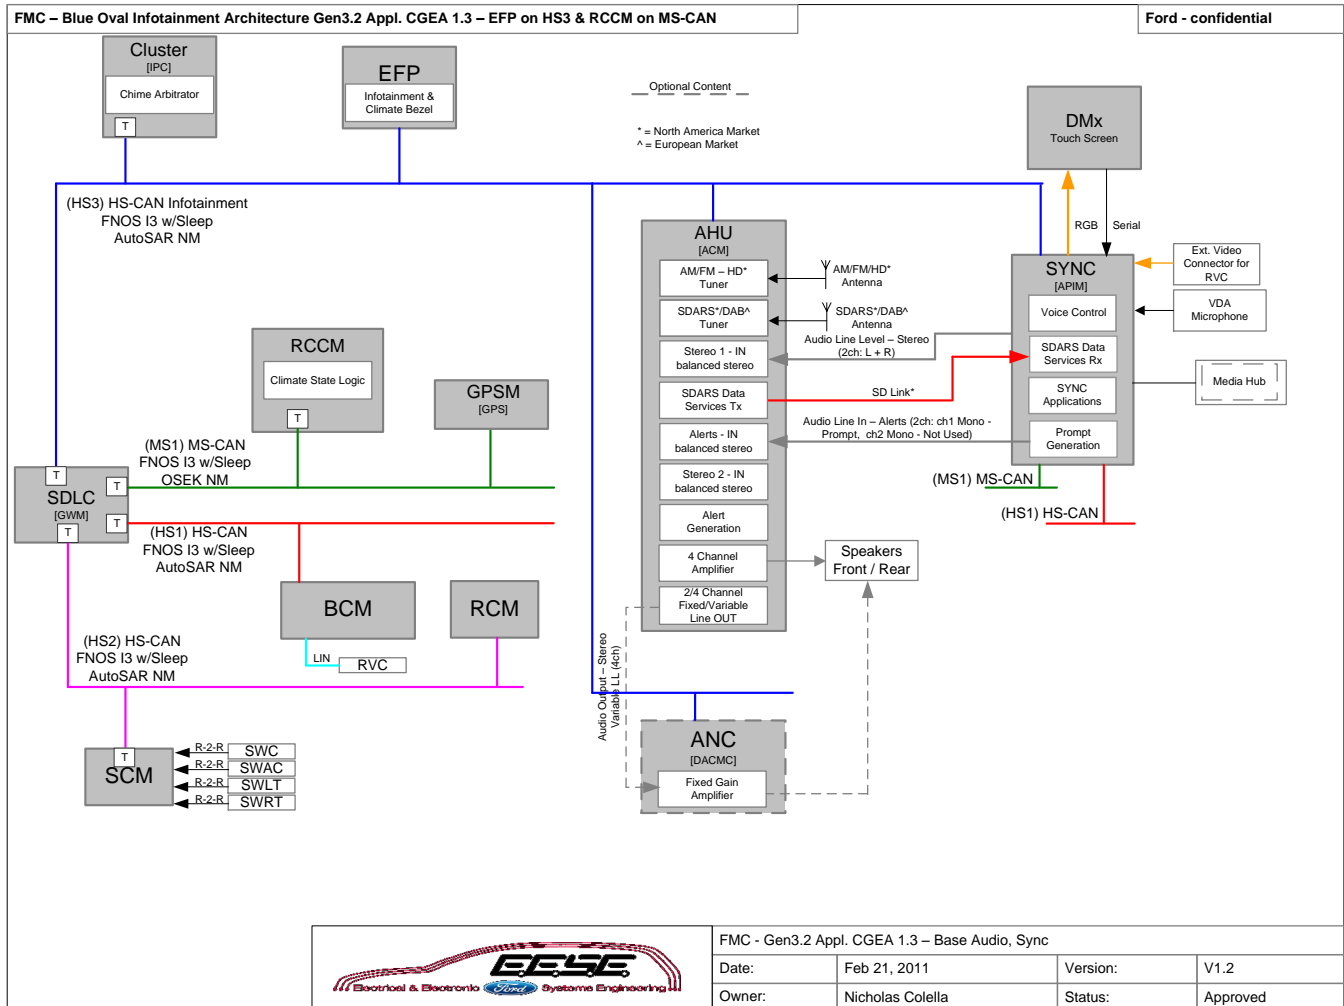 FMC – Blue Oval Infotainment Architecture Gen3.2 Appl. CGEA 1.3 – EFP on HS3 & RCCM on MS-CAN
Ford - confidential
Cluster
[IPC]
Chime Arbitrator
T
EFP
Infotainment &
Climate Bezel
Optional Content
* = North America Market
^ = European Market
DMx
Touch Screen
RGB
Serial
(HS3) HS-CAN Infotainment
FNOS I3 w/Sleep
AutoSAR NM
AHU
[ACM]
AM/FM – HD*
Tuner
SDARS*/DAB^
Tuner
Stereo 1 - IN
balanced stereo
SDARS Data
Services Tx
Alerts - IN
balanced stereo
Stereo 2 - IN
balanced stereo
Alert
Generation
4 Channel
Amplifier
2/4 Channel
Fixed/Variable
Line OUT
AM/FM/HD*
Antenna
SDARS*/DAB^
Antenna
Audio Line Level – Stereo
(2ch: L + R)
SD Link*
Audio Line In – Alerts (2ch: ch1 Mono -
Prompt,  ch2 Mono - Not Used)
SYNC
[APIM]
Voice Control
SDARS Data
Services Rx
SYNC
Applications
Prompt
Generation
Ext. Video
Connector for
RVC
VDA
Microphone
Media Hub
(MS1) MS-CAN
(HS1) HS-CAN
RCCM
Climate State Logic
T
GPSM
[GPS]
(MS1) MS-CAN
FNOS I3 w/Sleep
OSEK NM
T
SDLC
[GWM]
T
T
T
(HS1) HS-CAN
FNOS I3 w/Sleep
AutoSAR NM
BCM
RCM
LIN
RVC
(HS2) HS-CAN
FNOS I3 w/Sleep
AutoSAR NM
Speakers
Front / Rear
Audio Output – Stereo
Variable LL (4ch)
ANC
[DACMC]
Fixed Gain
Amplifier
T
SCM
R-2-R
SWC
R-2-R
SWAC
R-2-R
SWLT
R-2-R
SWRT
EESE
Electrical & Electronic Ford Systems Engineering
FMC - Gen3.2 Appl. CGEA 1.3 – Base Audio, Sync
Date:
Feb 21, 2011
Version:
V1.2
Owner:
Nicholas Colella
Status:
Approved